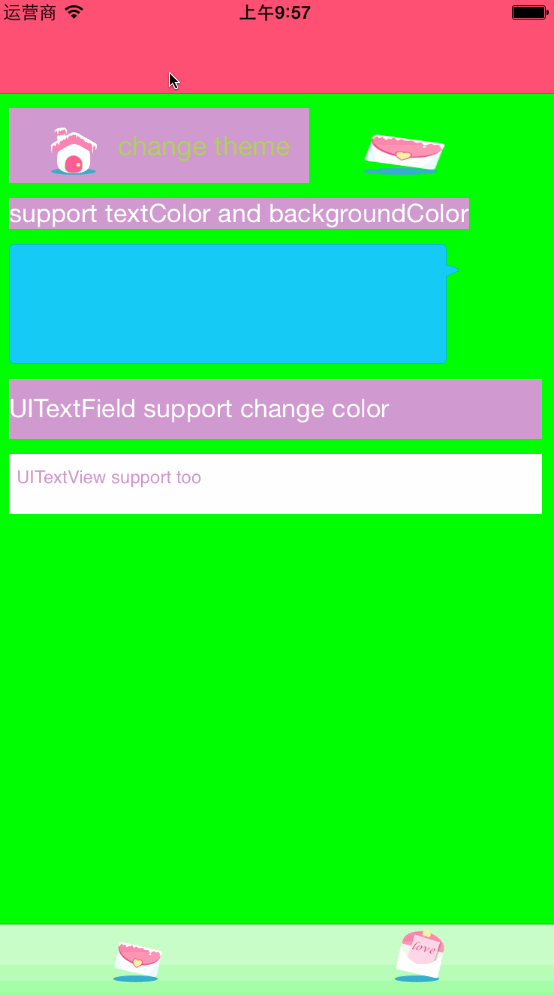 运营商 上午9:57
change theme
support textColor and backgroundColor
UITextField support change color
UITextView support too
love